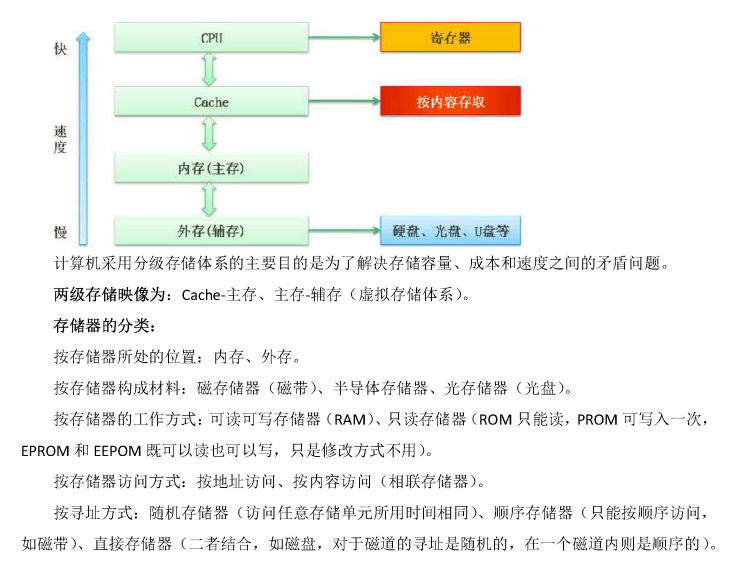 快
CPU
寄存器
Cache
按内容存取
速度
内存(主存)
慢
外存(辅存)
硬盘、光盘、U盘等
计算机采用分级存储体系的主要目的是为了解决存储容量、成本和速度之间的矛盾问题。
两级存储映像为：Cache-主存、主存-辅存（虚拟存储体系）。
存储器的分类：
按存储器所处的位置：内存、外存。
按存储器构成材料：磁存储器（磁带）、半导体存储器、光存储器（光盘）。
按存储器的工作方式：可读可写存储器（RAM）、只读存储器（ROM 只能读，PROM 可写入一次，
EPROM 和 EEPOM 既可以读也可以写，只是修改方式不用）。
按存储器访问方式：按地址访问、按内容访问（相联存储器）。
按寻址方式：随机存储器（访问任意存储单元所用时间相同）、顺序存储器（只能按顺序访问，
如磁带）、直接存储器（二者结合，如磁盘，对于磁道的寻址是随机的，在一个磁道内则是顺序的）。